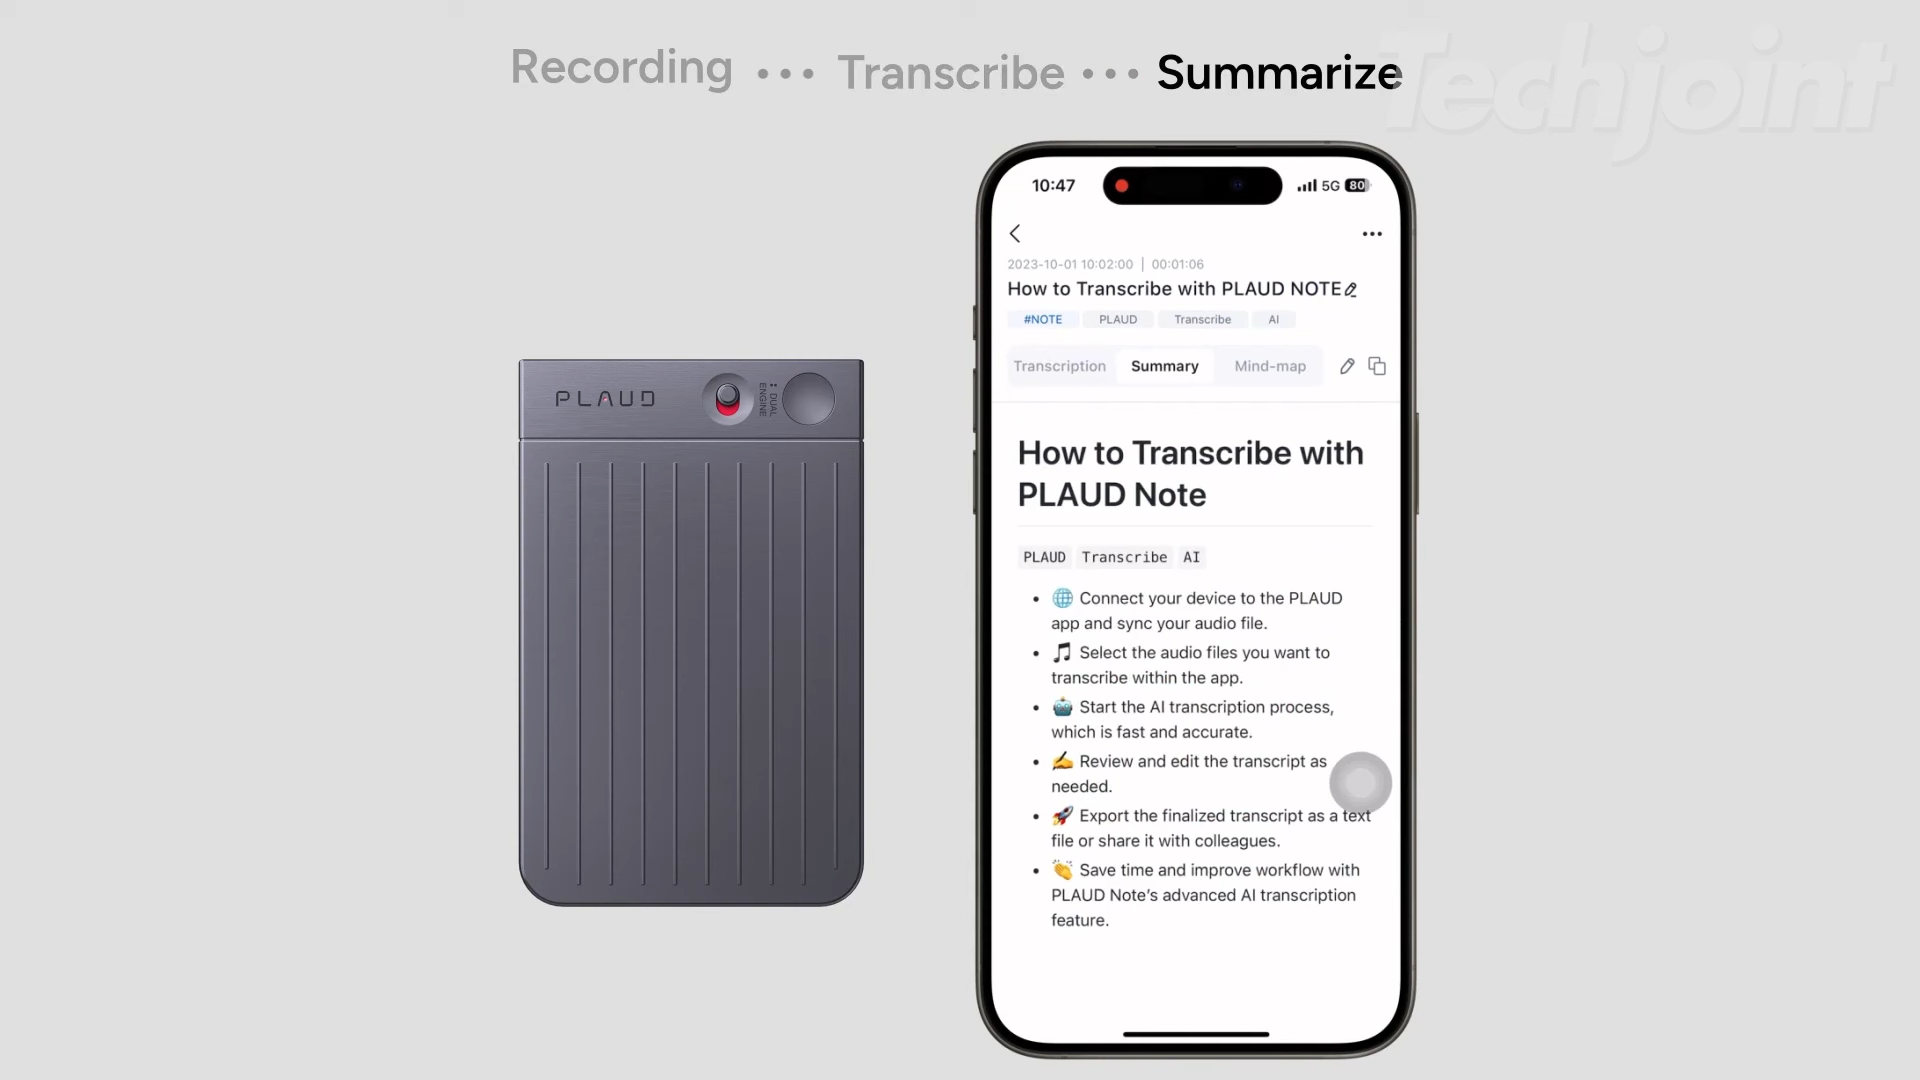 Recording ••• Transcribe ••• Summarize
Techjoint
10:47
5G 80
2023-10-01 10:02:00 | 00:01:06
How to Transcribe with PLAUD NOTE
#NOTE PLAUD Transcribe AI
Transcription Summary Mind-map
PLAUD
DUAL
ENGINE
How to Transcribe with
PLAUD Note
PLAUD Transcribe AI
• 🌐 Connect your device to the PLAUD
app and sync your audio file.
• 🎵 Select the audio files you want to
transcribe within the app.
• 🤖 Start the AI transcription process,
which is fast and accurate.
• ✍️ Review and edit the transcript as
needed.
• 🚀 Export the finalized transcript as a text
file or share it with colleagues.
• 👏 Save time and improve workflow with
PLAUD Note’s advanced AI transcription
feature.